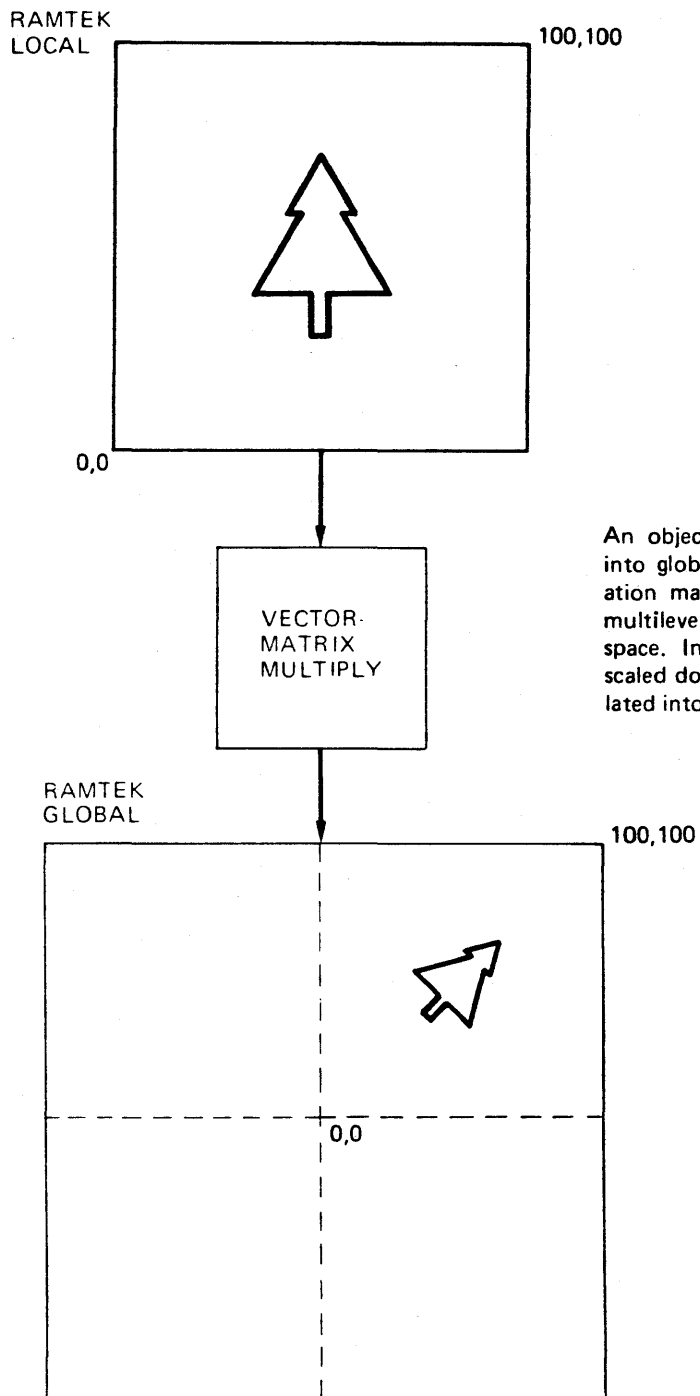 RAMTEK
LOCAL
100,100
0,0
VECTOR-
MATRIX
MULTIPLY
An objec
into glob
ation ma
multileve
space. In
scaled do
lated into
RAMTEK
GLOBAL
100,100
0,0